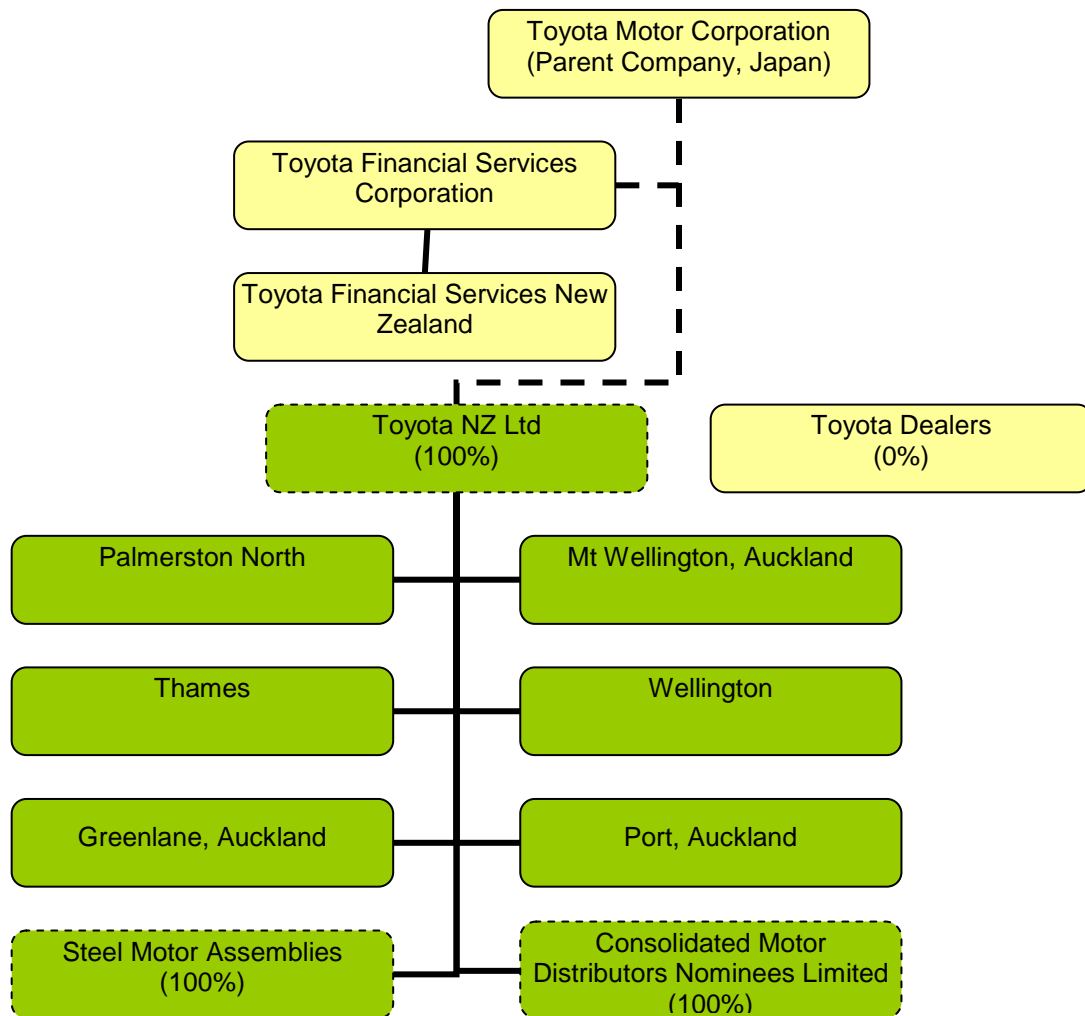 Toyota Motor Corporation
(Parent Company, Japan)
Toyota Financial Services
Corporation
Toyota Financial Services New
Zealand
Toyota NZ Ltd
(100%)
Toyota Dealers
(0%)
Palmerston North
Mt Wellington, Auckland
Thames
Wellington
Greenlane, Auckland
Port, Auckland
Steel Motor Assemblies
(100%)
Consolidated Motor
Distributors Nominees Limited
(100%)